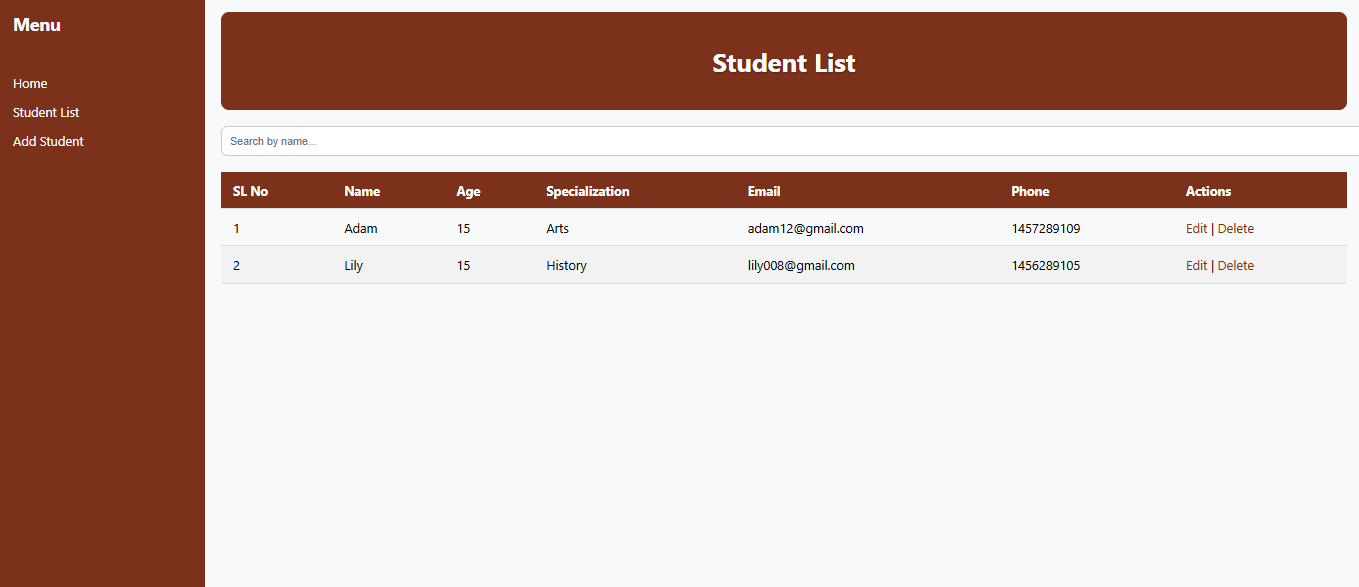 Menu
Home
Student List
Add Student
Student List
Search by name...
SL No Name Age Specialization Email Phone Actions
1 Adam 15 Arts adam12@gmail.com 1457289109 Edit | Delete
2 Lily 15 History lily008@gmail.com 1456289105 Edit | Delete